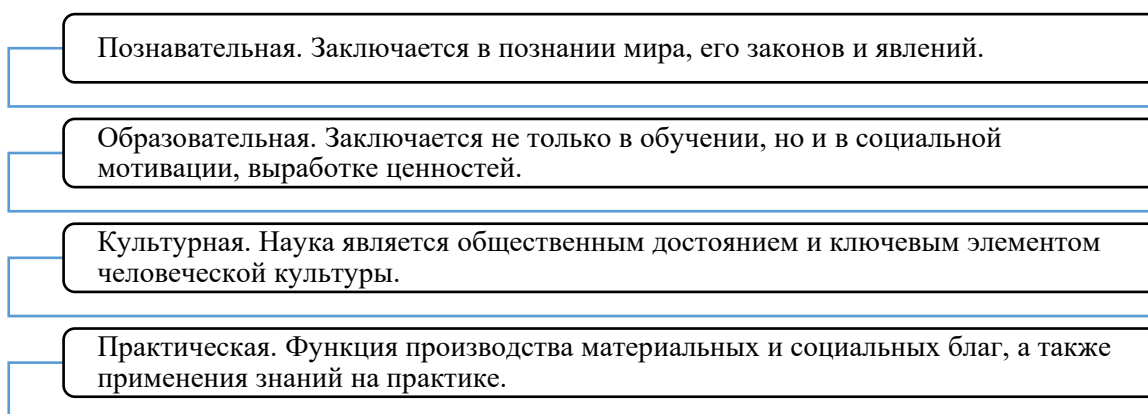 Познавательная. Заключается в познании мира, его законов и явлений.
Образовательная. Заключается не только в обучении, но и в социальной
мотивации, выработке ценностей.
Культурная. Наука является общественным достоянием и ключевым элементом
человеческой культуры.
Практическая. Функция производства материальных и социальных благ, а также
применения знаний на практике.